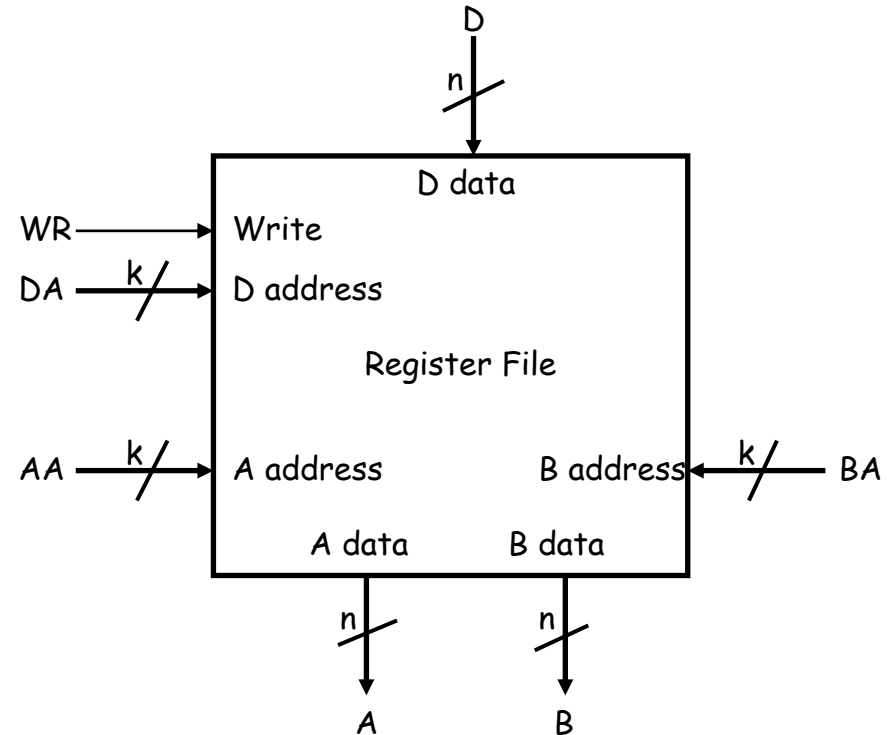 D
n
D data
WR Write
k
DA D address
Register File
k k
AA A address B address BA
A data B data
n n
A B